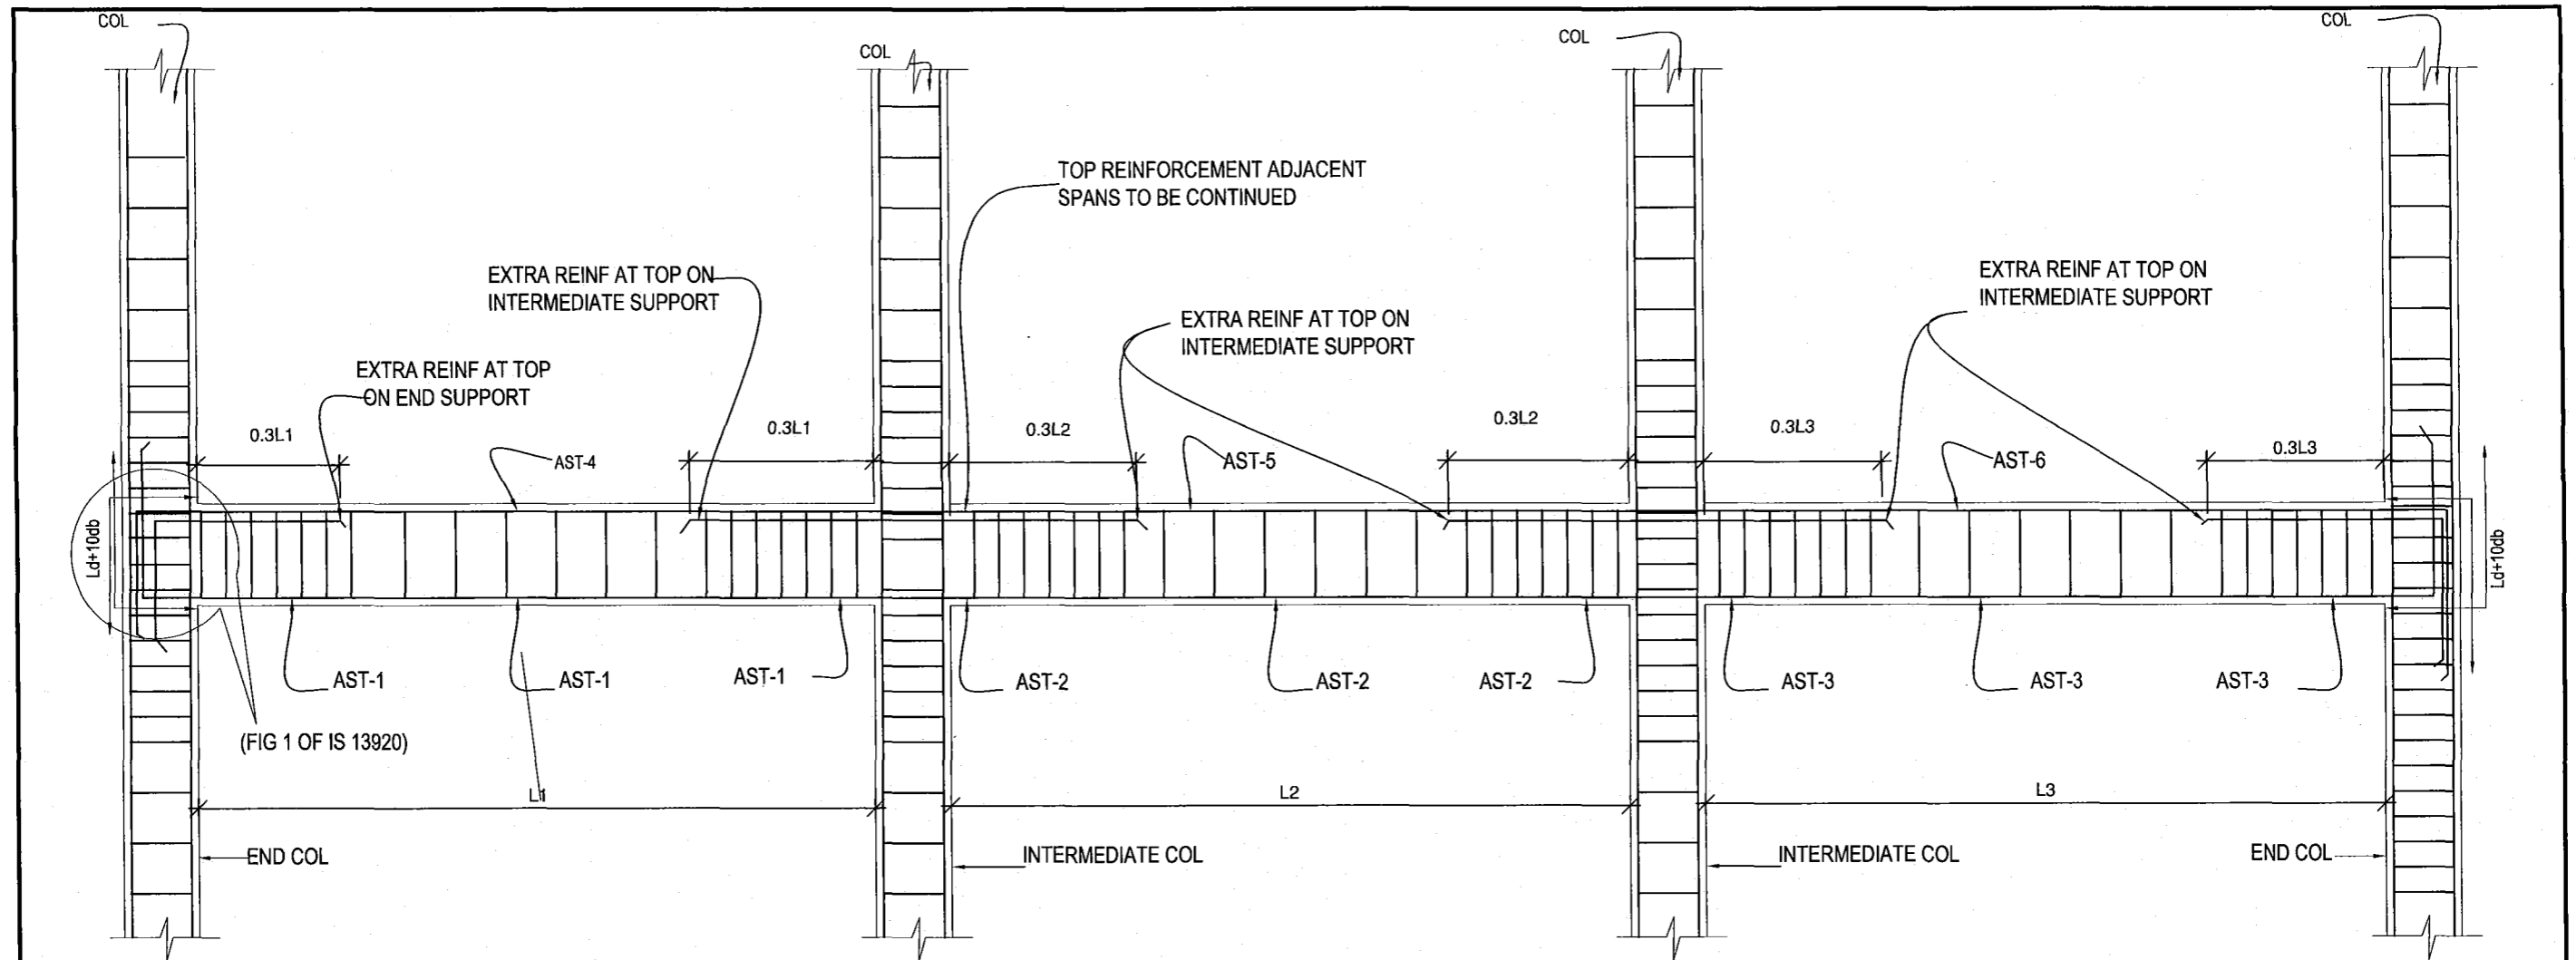 COL
COL
COL
COL
TOP REINFORCEMENT ADJACENT
SPANS TO BE CONTINUED
EXTRA REINF AT TOP ON
INTERMEDIATE SUPPORT
EXTRA REINF AT TOP ON
INTERMEDIATE SUPPORT
EXTRA REINF AT TOP ON
INTERMEDIATE SUPPORT
EXTRA REINF AT TOP
ON END SUPPORT
0.3L1
0.3L1
0.3L2
0.3L2
0.3L3
0.3L3
AST-4
AST-5
AST-6
Ld+10db
Ld+10db
AST-1
AST-1
AST-1
AST-2
AST-2
AST-2
AST-3
AST-3
AST-3
(FIG 1 OF IS 13920)
L1
L2
L3
END COL
INTERMEDIATE COL
INTERMEDIATE COL
END COL